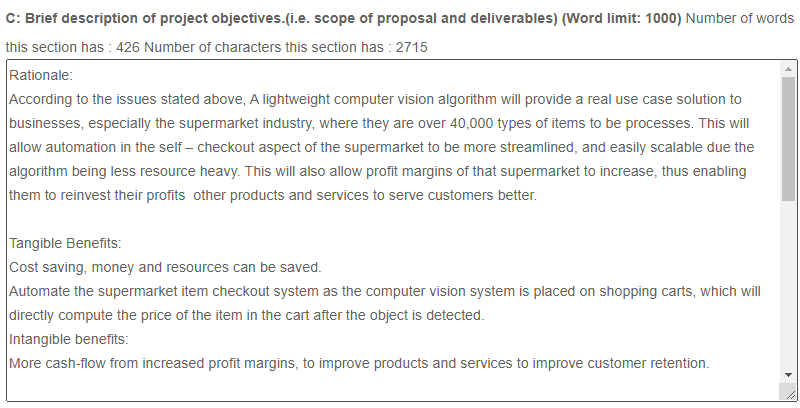 C: Brief description of project objectives.(i.e. scope of proposal and deliverables) (Word limit: 1000) Number of words
this section has : 426 Number of characters this section has : 2715
Rationale:
According to the issues stated above, A lightweight computer vision algorithm will provide a real use case solution to
businesses, especially the supermarket industry, where they are over 40,000 types of items to be processes. This will
allow automation in the self – checkout aspect of the supermarket to be more streamlined, and easily scalable due the
algorithm being less resource heavy. This will also allow profit margins of that supermarket to increase, thus enabling
them to reinvest their profits  other products and services to serve customers better.
Tangible Benefits:
Cost saving, money and resources can be saved.
Automate the supermarket item checkout system as the computer vision system is placed on shopping carts, which will
directly compute the price of the item in the cart after the object is detected.
Intangible benefits:
More cash-flow from increased profit margins, to improve products and services to improve customer retention.